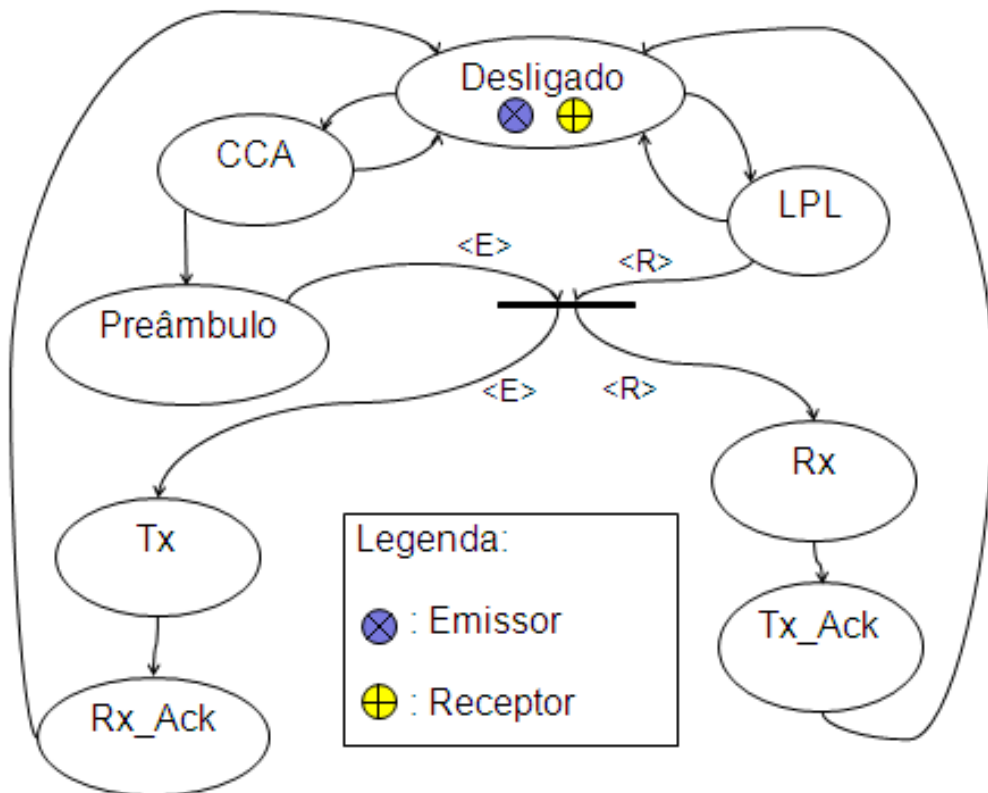 Desligado
CCA
LPL
<E>
<R>
Preâmbulo
<E>
<R>
Rx
Tx
Legenda:
: Emissor
Tx_Ack
: Receptor
Rx_Ack